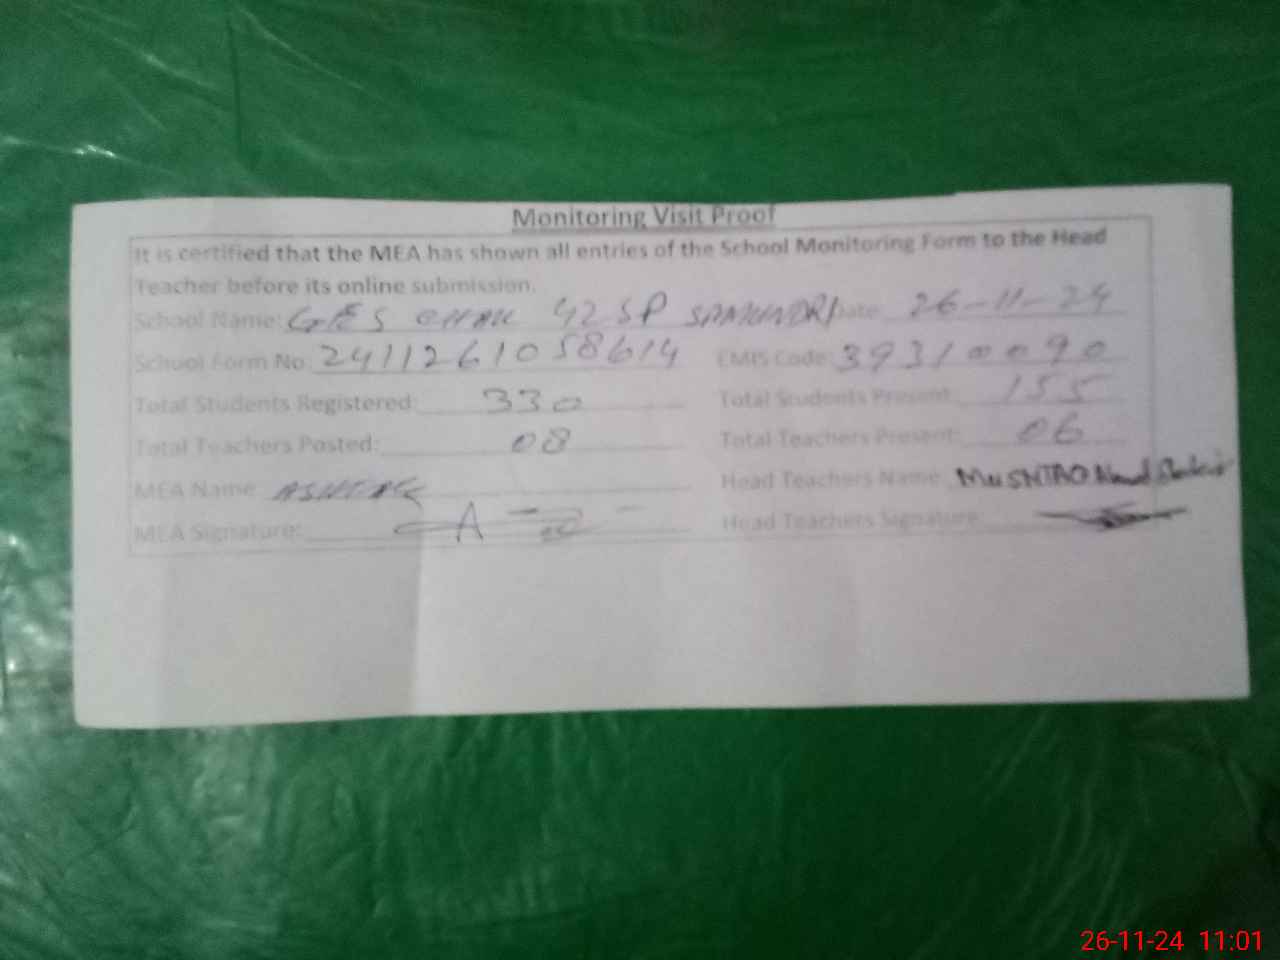 Monitoring Visit Proof
It is certified that the MEA has shown all entries of the School Monitoring Form to the Head
Teacher before its online submission.
School Name: GES CHAK 42 SP Date: 26-11-24
School Form No: 2411261058614 EMIS Code: 39310090
Total Students Registered: 330 Total Students Present: 155
Total Teachers Posted: 08 Total Teachers Present: 06
MEA Name: Head Teachers Name:
MEA Signature: Head Teachers Signature:
26-11-24 11:01